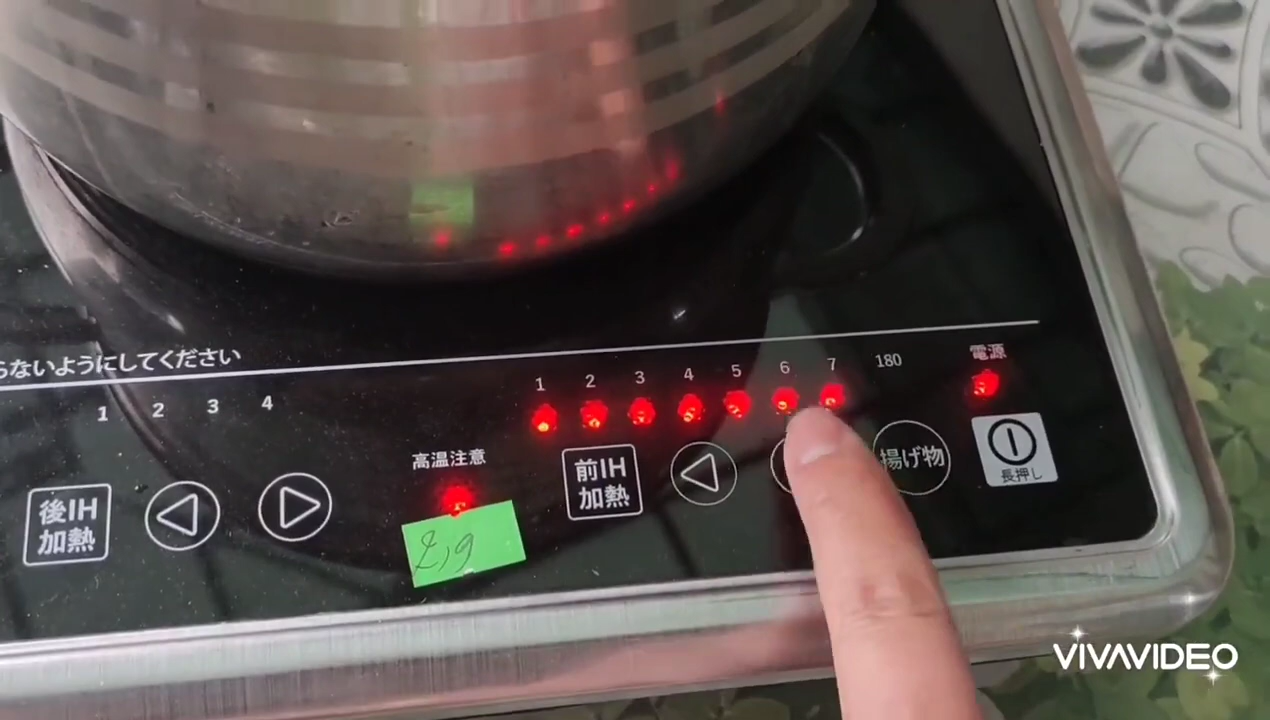 らないようにしてください
1 2 3 4
1 2 3 4 5 6 7 180
電源
高温注意
後IH
加熱
前IH
加熱
揚げ物
長押し
VIVAVIDEO